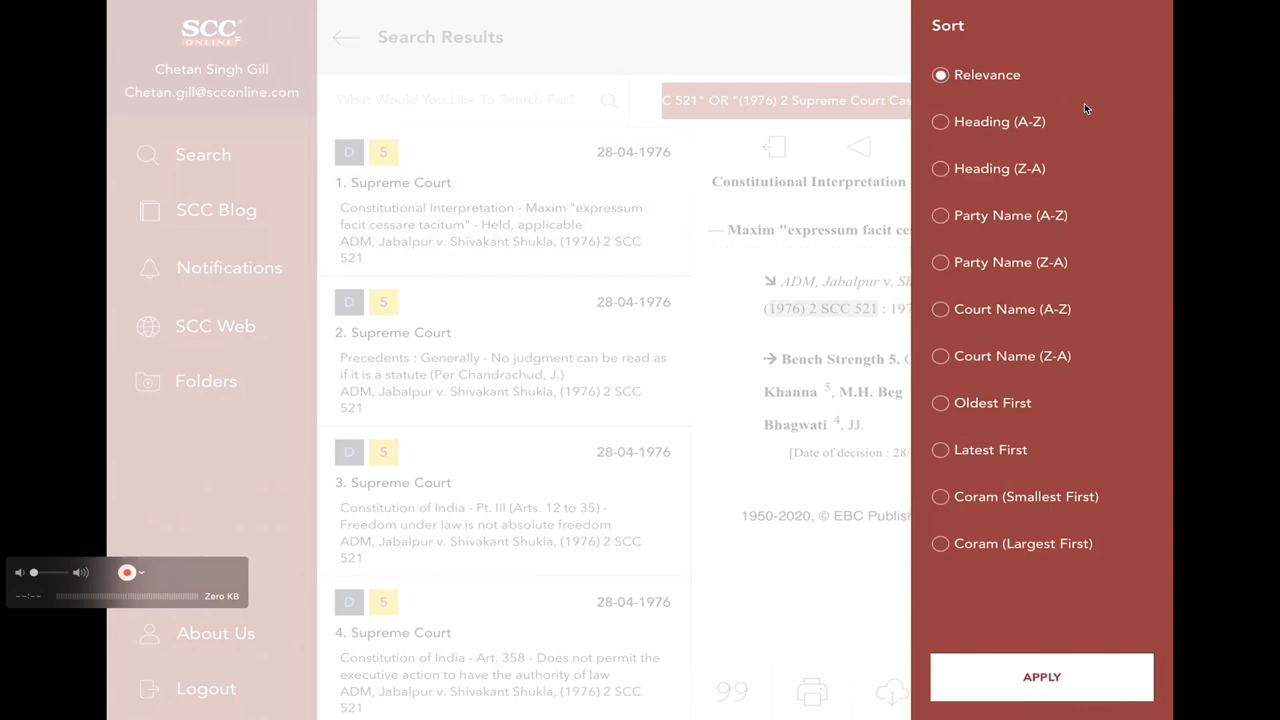 SCC®
ONLINE
Chetan Singh Gill
Chetan.gill@scconline.com
Search
SCC Blog
Notifications
SCC Web
Folders
--:--
Zero KB
About Us
Logout
Search Results
What Would You Like To Search For?
C 521" OR "(1976) 2 Supreme Court Cas
D 5 28-04-1976
1. Supreme Court
Constitutional Interpretation - Maxim "expressum
facit cessare tacitum" - Held, applicable
ADM, Jabalpur v. Shivakant Shukla, (1976) 2 SCC
521
D 5 28-04-1976
2. Supreme Court
Precedents : Generally - No judgment can be read as
if it is a statute (Per Chandrachud, J.)
ADM, Jabalpur v. Shivakant Shukla, (1976) 2 SCC
521
D 5 28-04-1976
3. Supreme Court
Constitution of India - Pt. III (Arts. 12 to 35) -
Freedom under law is not absolute freedom
ADM, Jabalpur v. Shivakant Shukla, (1976) 2 SCC
521
D 5 28-04-1976
4. Supreme Court
Constitution of India - Art. 358 - Does not permit the
executive action to have the authority of law
ADM, Jabalpur v. Shivakant Shukla, (1976) 2 SCC
521
Constitutional Interpretation
— Maxim "expressum facit ces
ADM, Jabalpur v. Sh
(1976) 2 SCC 521 : 197
Bench Strength 5.
Khanna 5, M.H. Beg
Bhagwati 4, JJ.
[Date of decision : 28/
1950-2020, © EBC Publish
Sort
Relevance
Heading (A-Z)
Heading (Z-A)
Party Name (A-Z)
Party Name (Z-A)
Court Name (A-Z)
Court Name (Z-A)
Oldest First
Latest First
Coram (Smallest First)
Coram (Largest First)
APPLY